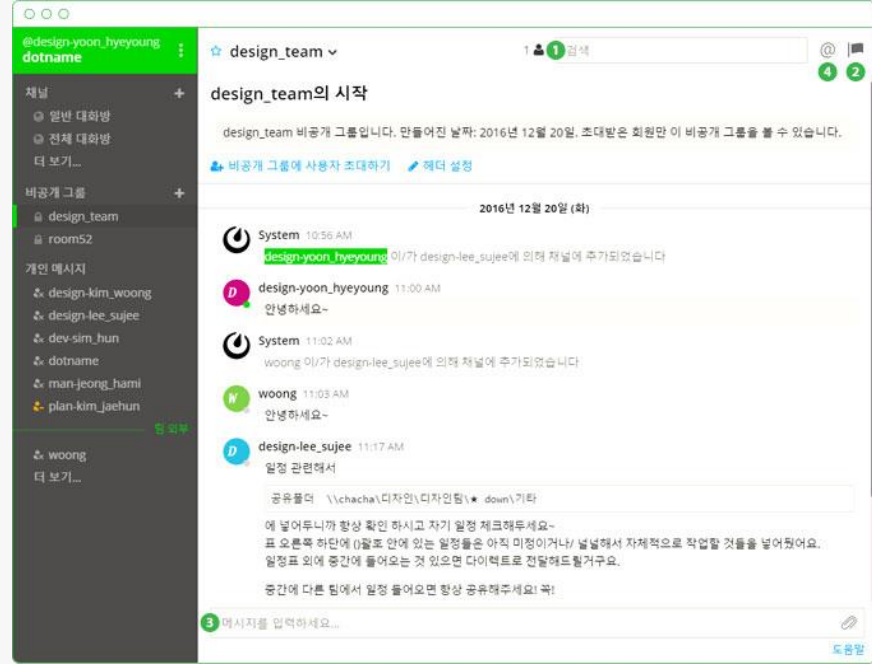 @design-yoon_hyeyoung
dotname
채널 +
일반 대화방
전체 대화방
더 보기...
비공개 그룹 +
design_team
room52
개인 메시지
design-kim_woong
design-lee_sujee
dev-sim_hun
dotname
man-jeong_hami
plan-kim_jaehun
팀 외부
woong
더 보기...
design_team
1 1 검색
@
4 2
design_team의 시작
design_team 비공개 그룹입니다. 만들어진 날짜: 2016년 12월 20일. 초대받은 회원만 이 비공개 그룹을 볼 수 있습니다.
비공개 그룹에 사용자 초대하기 헤더 설정
2016년 12월 20일 (화)
System 10:56 AM
design-yoon_hyeyoung 이/가 design-lee_sujee에 의해 채널에 추가되었습니다
D design-yoon_hyeyoung 11:00 AM
안녕하세요~
System 11:02 AM
woong 이/가 design-lee_sujee에 의해 채널에 추가되었습니다
W woong 11:03 AM
안녕하세요~
D design-lee_sujee 11:17 AM
일정 관련해서
공유폴더 \\chacha\디자인\디자인팀\★ down\기타
에 넣어두니까 항상 확인 하시고 자기 일정 체크해두세요~
표 오른쪽 하단에 ()괄호 안에 있는 일정들은 아직 미정이거나/ 널널해서 자체적으로 작업할 것들을 넣어뒀어요.
일정표 외에 중간에 들어오는 것 있으면 다이렉트로 전달해드릴거구요.
중간에 다른 팀에서 일정 들어오면 항상 공유해주세요! 꼭!
3 메시지를 입력하세요...
도움말